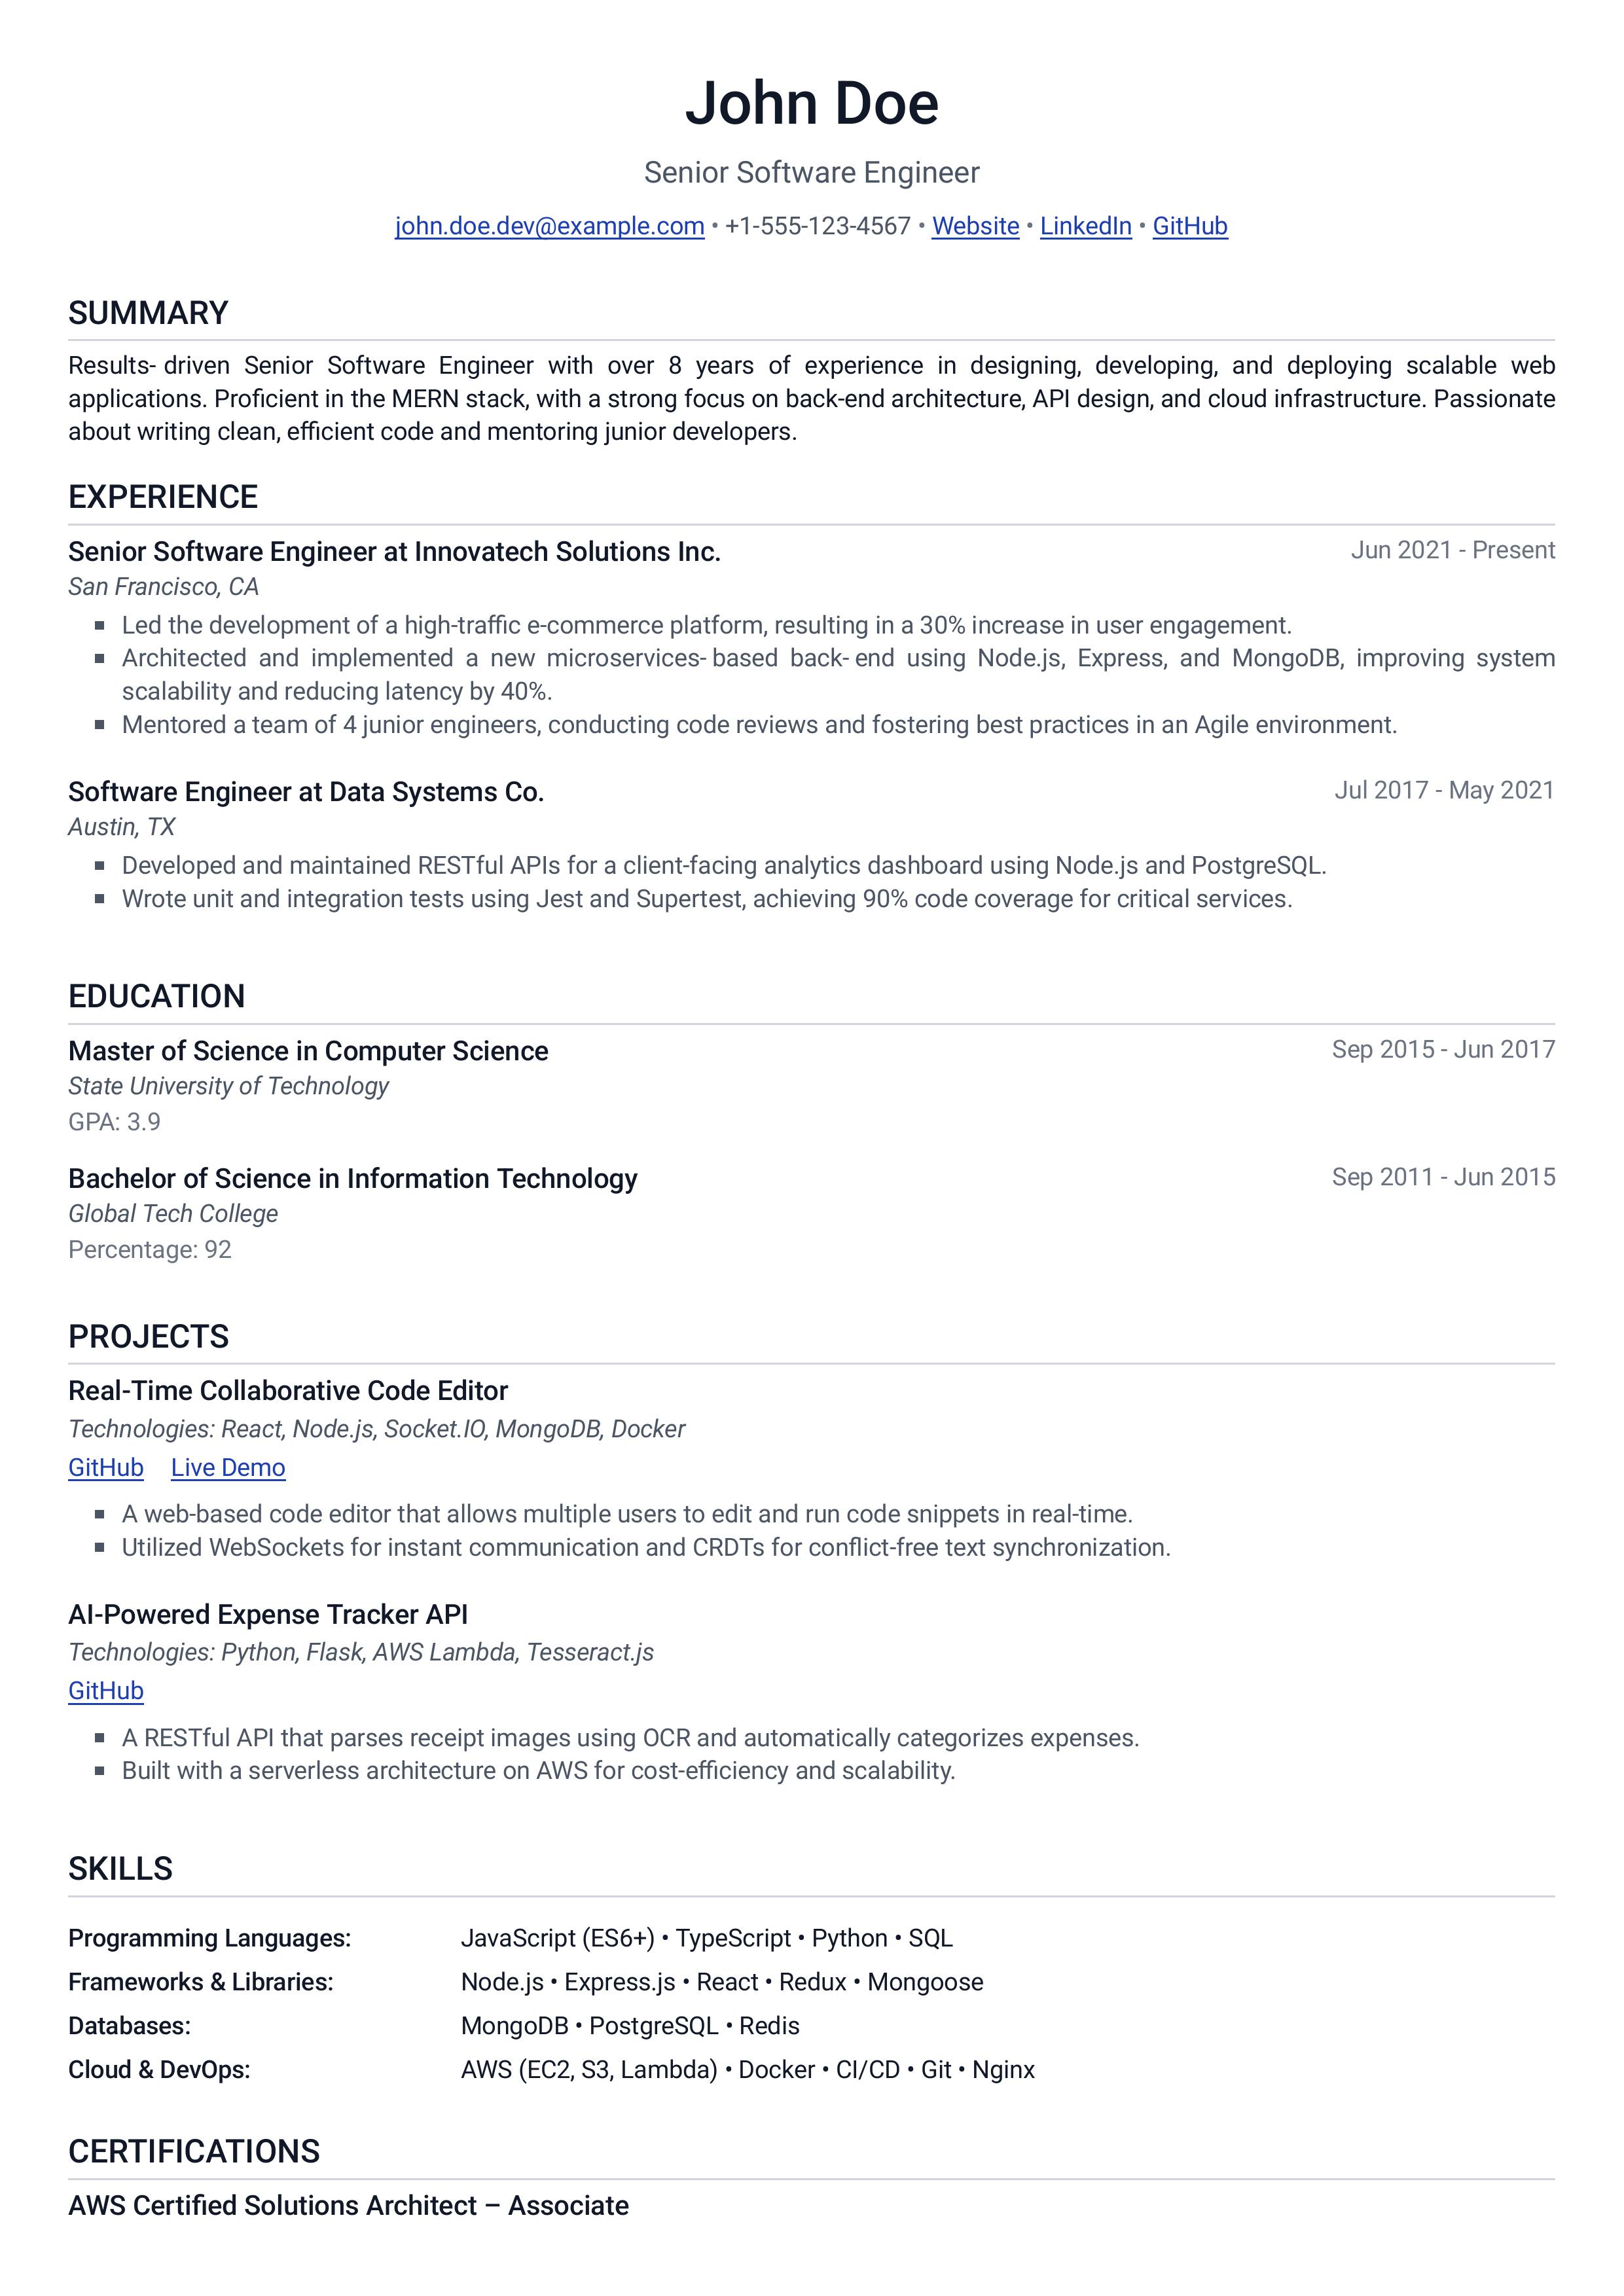 John Doe
Senior Software Engineer
john.doe.dev@example.com • +1-555-123-4567 • Website • LinkedIn • GitHub
SUMMARY
Results- driven Senior Software Engineer with over 8 years of experience in designing, developing, and deploying scalable web
applications. Proficient in the MERN stack, with a strong focus on back-end architecture, API design, and cloud infrastructure. Passionate
about writing clean, efficient code and mentoring junior developers.
EXPERIENCE
Senior Software Engineer at Innovatech Solutions Inc. Jun 2021 - Present
San Francisco, CA
▪ Led the development of a high-traffic e-commerce platform, resulting in a 30% increase in user engagement.
▪ Architected and implemented a new microservices- based back- end using Node.js, Express, and MongoDB, improving system
scalability and reducing latency by 40%.
▪ Mentored a team of 4 junior engineers, conducting code reviews and fostering best practices in an Agile environment.
Software Engineer at Data Systems Co. Jul 2017 - May 2021
Austin, TX
▪ Developed and maintained RESTful APIs for a client-facing analytics dashboard using Node.js and PostgreSQL.
▪ Wrote unit and integration tests using Jest and Supertest, achieving 90% code coverage for critical services.
EDUCATION
Master of Science in Computer Science Sep 2015 - Jun 2017
State University of Technology
GPA: 3.9
Bachelor of Science in Information Technology Sep 2011 - Jun 2015
Global Tech College
Percentage: 92
PROJECTS
Real-Time Collaborative Code Editor
Technologies: React, Node.js, Socket.IO, MongoDB, Docker
GitHub Live Demo
▪ A web-based code editor that allows multiple users to edit and run code snippets in real-time.
▪ Utilized WebSockets for instant communication and CRDTs for conflict-free text synchronization.
AI-Powered Expense Tracker API
Technologies: Python, Flask, AWS Lambda, Tesseract.js
GitHub
▪ A RESTful API that parses receipt images using OCR and automatically categorizes expenses.
▪ Built with a serverless architecture on AWS for cost-efficiency and scalability.
SKILLS
Programming Languages: JavaScript (ES6+) • TypeScript • Python • SQL
Frameworks & Libraries: Node.js • Express.js • React • Redux • Mongoose
Databases: MongoDB • PostgreSQL • Redis
Cloud & DevOps: AWS (EC2, S3, Lambda) • Docker • CI/CD • Git • Nginx
CERTIFICATIONS
AWS Certified Solutions Architect – Associate